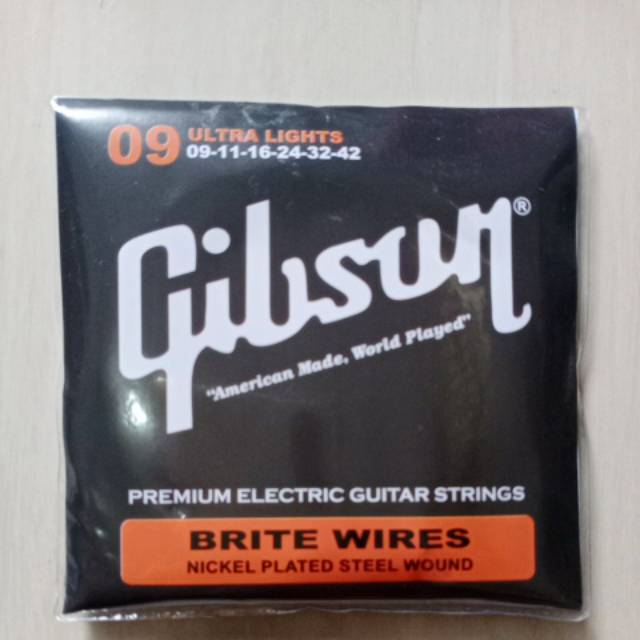 09 ULTRA LIGHTS
09-11-16-24-32-42
Gibson®
"American Made, World Played"
PREMIUM ELECTRIC GUITAR STRINGS
BRITE WIRES
NICKEL PLATED STEEL WOUND